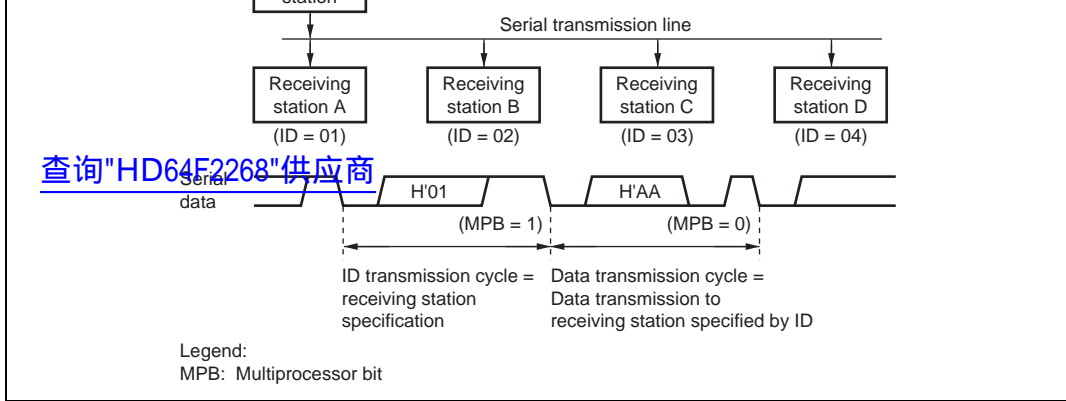 station
Serial transmission line
Receiving station A
Receiving station B
Receiving station C
Receiving station D
(ID = 01)
(ID = 02)
(ID = 03)
(ID = 04)
查询"HD64F2268"供应商
Serial data
H'01
H'AA
(MPB = 1)
(MPB = 0)
ID transmission cycle =
receiving station
specification
Data transmission cycle =
Data transmission to
receiving station specified by ID
Legend:
MPB: Multiprocessor bit